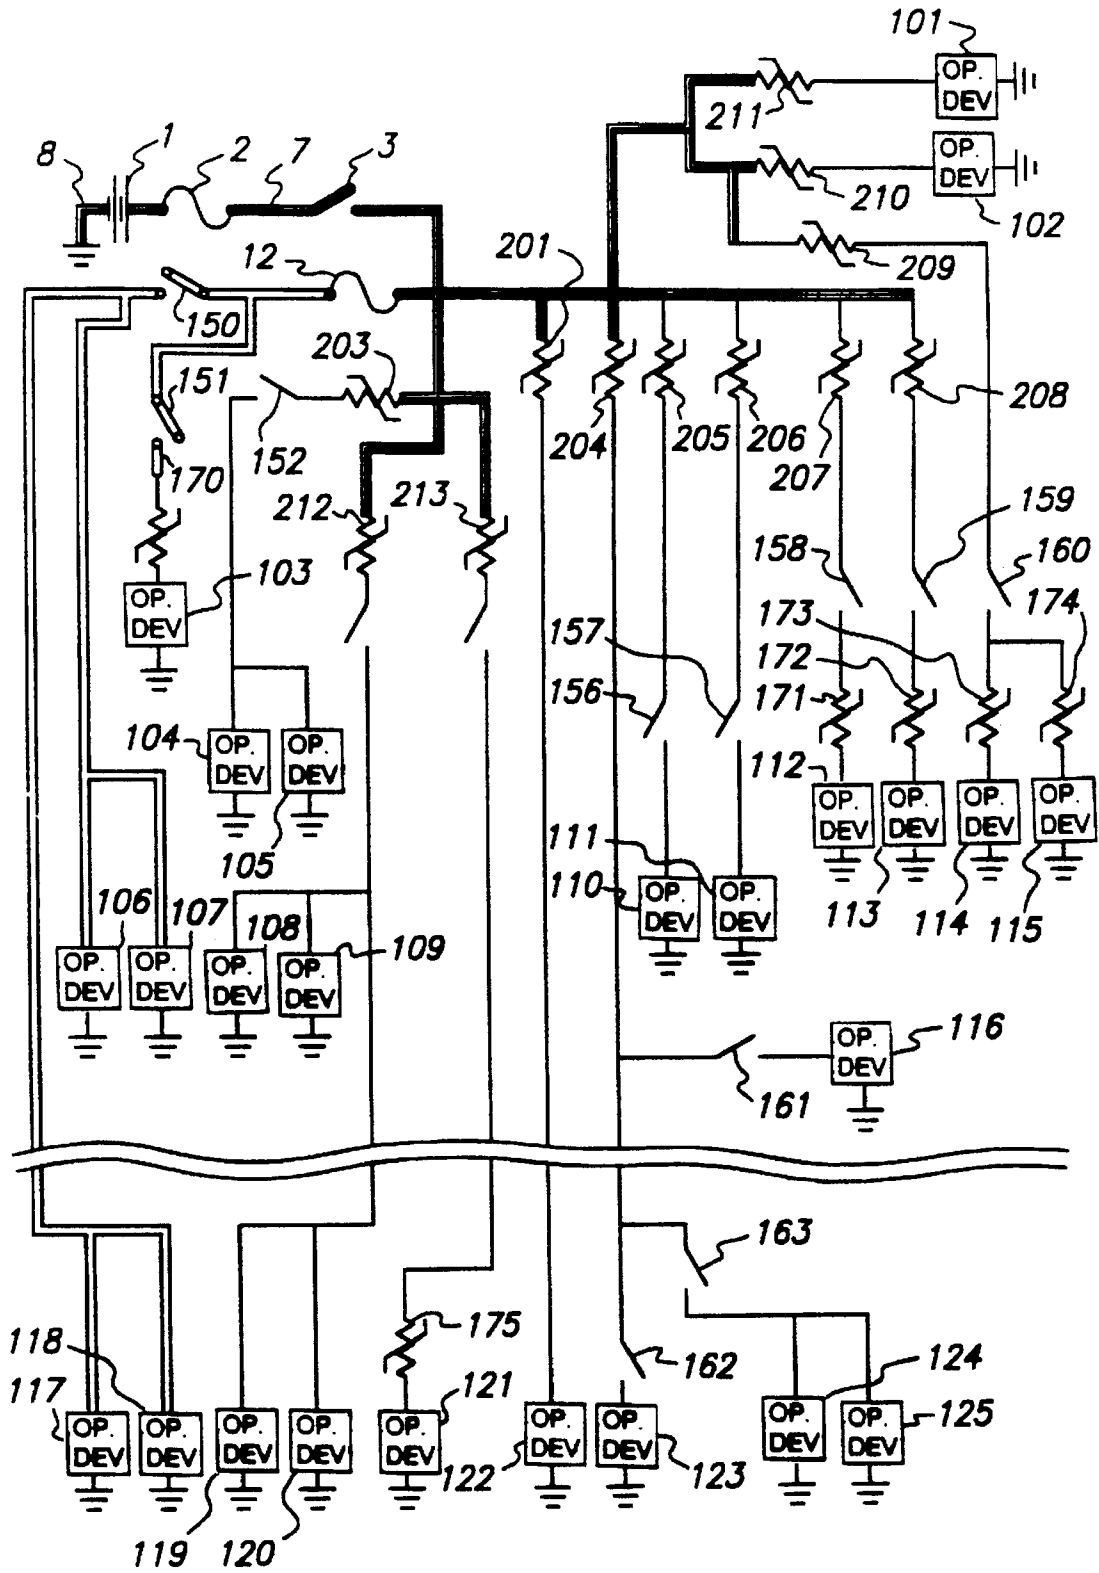 101
OP.
DEV
211
1
2
7
3
8
OP.
DEV
210
102
12
201
209
150
203
151
204
205
206
208
152
170
207
212
213
159
158
160
103
OP.
DEV
174
157
173
172
156
171
104
OP.
DEV
OP.
DEV
112
105
111
OP.
DEV
OP.
DEV
OP.
DEV
OP.
DEV
110
OP.
DEV
OP.
DEV
106
107
108
109
113
114
115
OP.
DEV
OP.
DEV
OP.
DEV
OP.
DEV
OP.
DEV
116
161
163
175
118
162
124
117
121
125
OP.
DEV
OP.
DEV
OP.
DEV
OP.
DEV
OP.
DEV
OP.
DEV
OP.
DEV
OP.
DEV
OP.
DEV
122
123
119
120